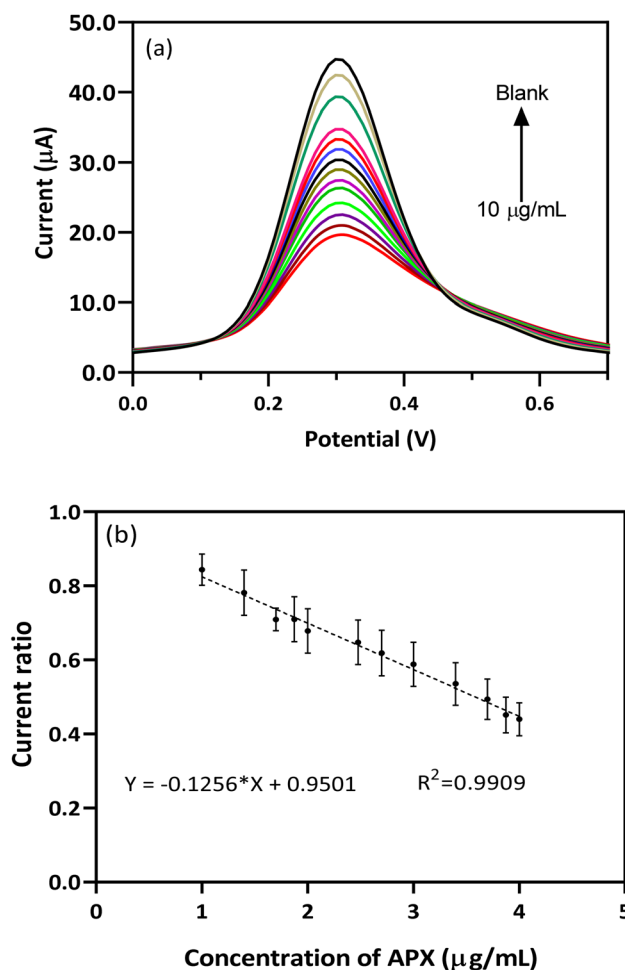 (a)
50.0
40.0
30.0
20.0
10.0
0.0
Current (μA)
Blank
10 μg/mL
0.0 0.2 0.4 0.6
Potential (V)
(b)
1.0
0.8
0.6
0.4
0.2
0.0
Current ratio
Y = -0.1256*X + 0.9501 R²=0.9909
0 1 2 3 4 5
Concentration of APX (μg/mL)